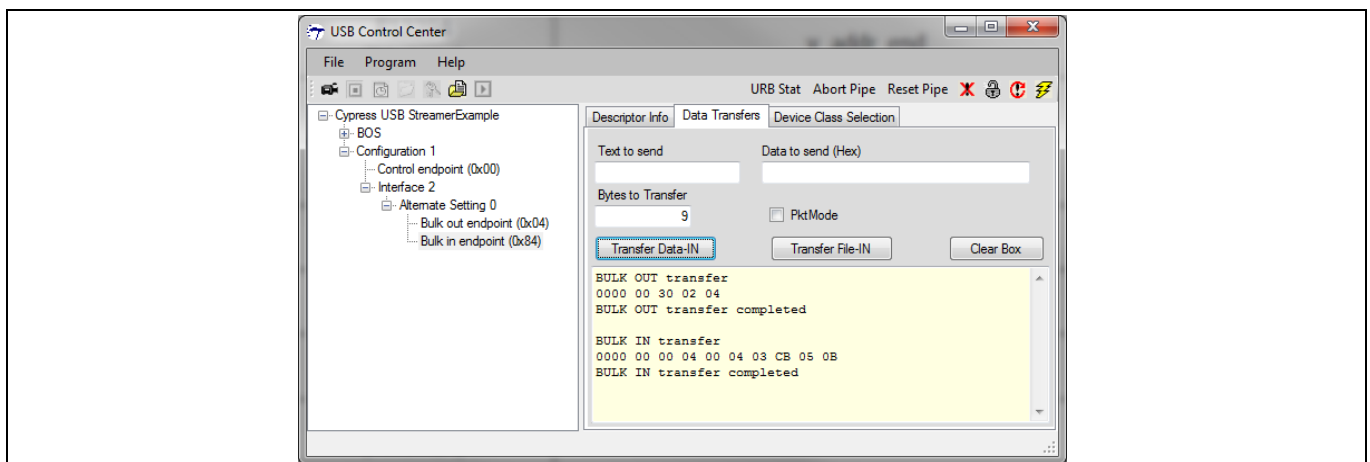 USB Control Center
File Program Help
URB Stat Abort Pipe Reset Pipe
Cypress USB StreamerExample
BOS
Configuration 1
Control endpoint (0x00)
Interface 2
Alternate Setting 0
Bulk out endpoint (0x04)
Bulk in endpoint (0x84)
Descriptor Info Data Transfers Device Class Selection
Text to send Data to send (Hex)
Bytes to Transfer
9 PktMode
Transfer Data-IN Transfer File-IN Clear Box
BULK OUT transfer
0000 00 30 02 04
BULK OUT transfer completed
BULK IN transfer
0000 00 00 04 00 04 03 CB 05 0B
BULK IN transfer completed